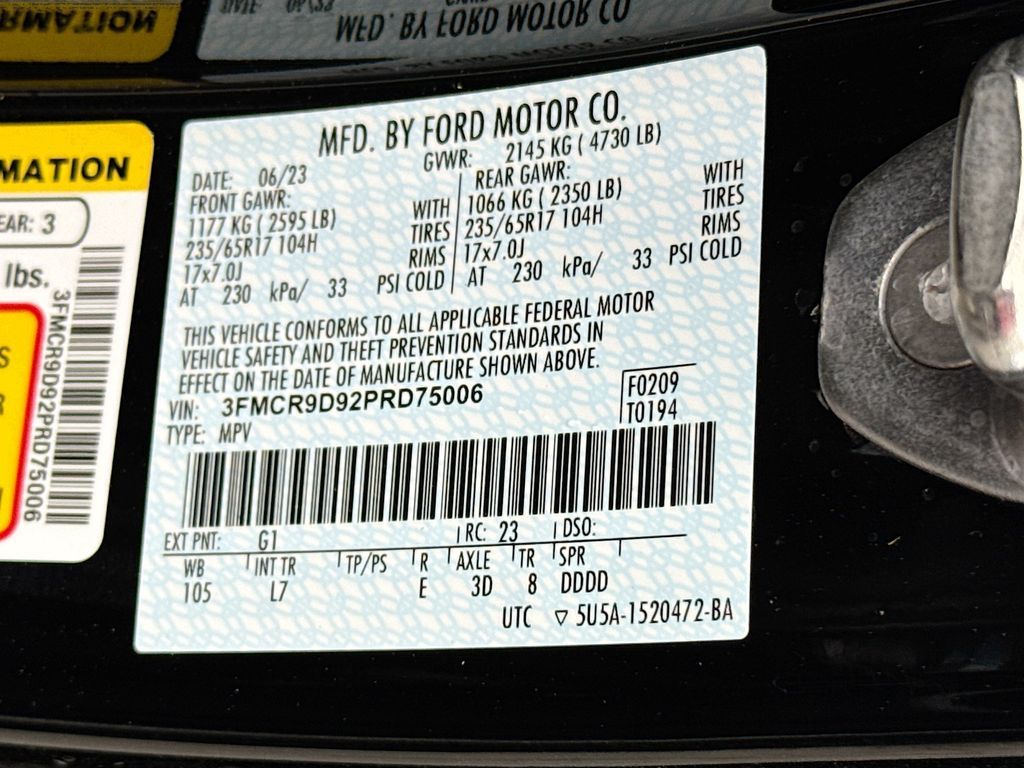 MFD. BY FORD MOTOR CO
RMATION
MATION
EAR: 3
lbs.
3FMCR9D92PRD75006
MFD. BY FORD MOTOR CO.
DATE: 06/23 GVWR: 2145 KG ( 4730 LB)
FRONT GAWR: REAR GAWR:
1177 KG ( 2595 LB) WITH 1066 KG ( 2350 LB) WITH
235/65R17 104H TIRES 235/65R17 104H TIRES
17x7.0J RIMS 17x7.0J RIMS
AT 230 kPa/ 33 PSI COLD AT 230 kPa/ 33 PSI COLD
THIS VEHICLE CONFORMS TO ALL APPLICABLE FEDERAL MOTOR
VEHICLE SAFETY AND THEFT PREVENTION STANDARDS IN
EFFECT ON THE DATE OF MANUFACTURE SHOWN ABOVE.
VIN: 3FMCR9D92PRD75006 F0209
TYPE: MPV T0194
EXT PNT: G1 RC: 23 DSO:
WB INT TR TP/PS R AXLE TR SPR
105 L7 E 3D 8 DDDD
UTC ▽ 5U5A-1520472-BA